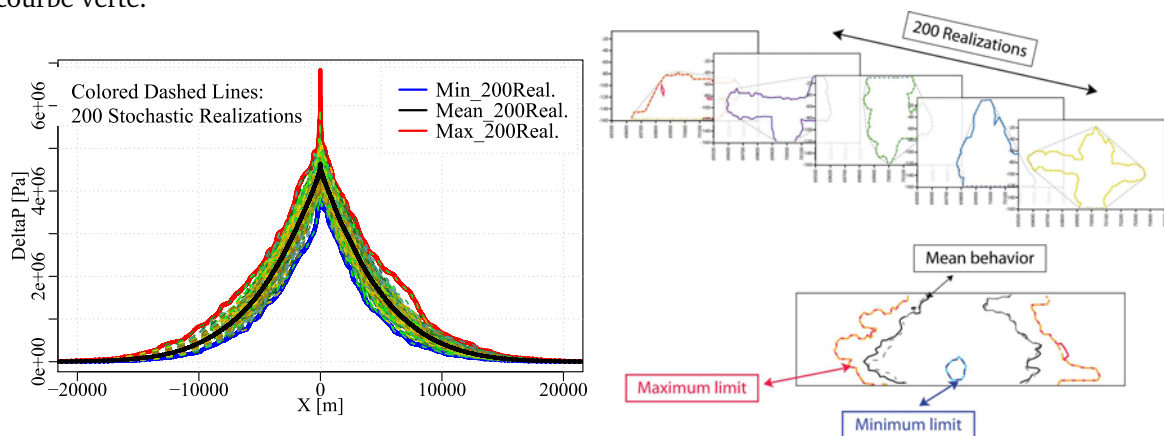 courbe verte.
Colored Dashed Lines:
200 Stochastic Realizations
Min_200Real.
Mean_200Real.
Max_200Real.
DeltaP [Pa]
6e+06
4e+06
2e+06
0e+00
−20000
−10000
0
10000
20000
X [m]
200 Realizations
Mean behavior
Maximum limit
Minimum limit